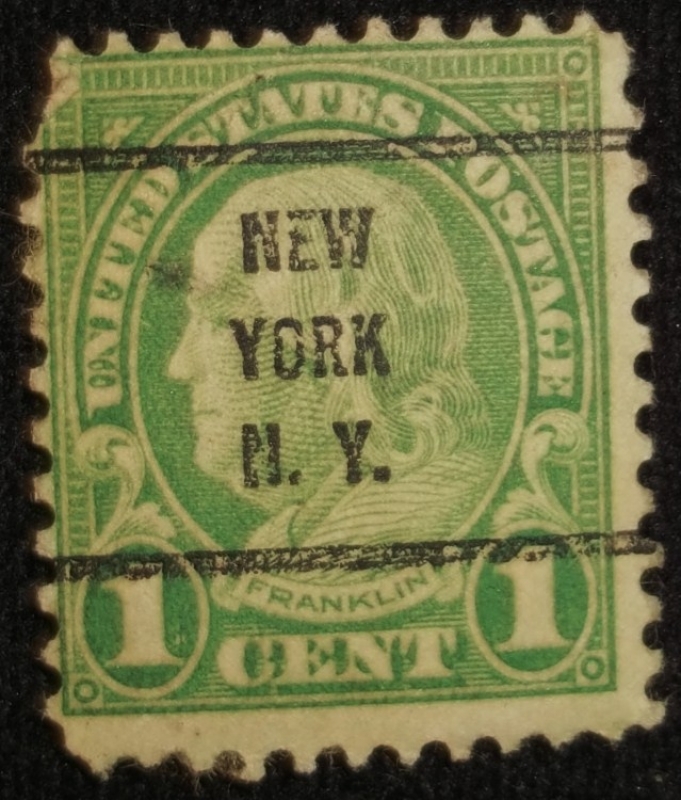 UNITED STATES POSTAGE
NEW
YORK
N. Y.
FRANKLIN
1 1
CENT